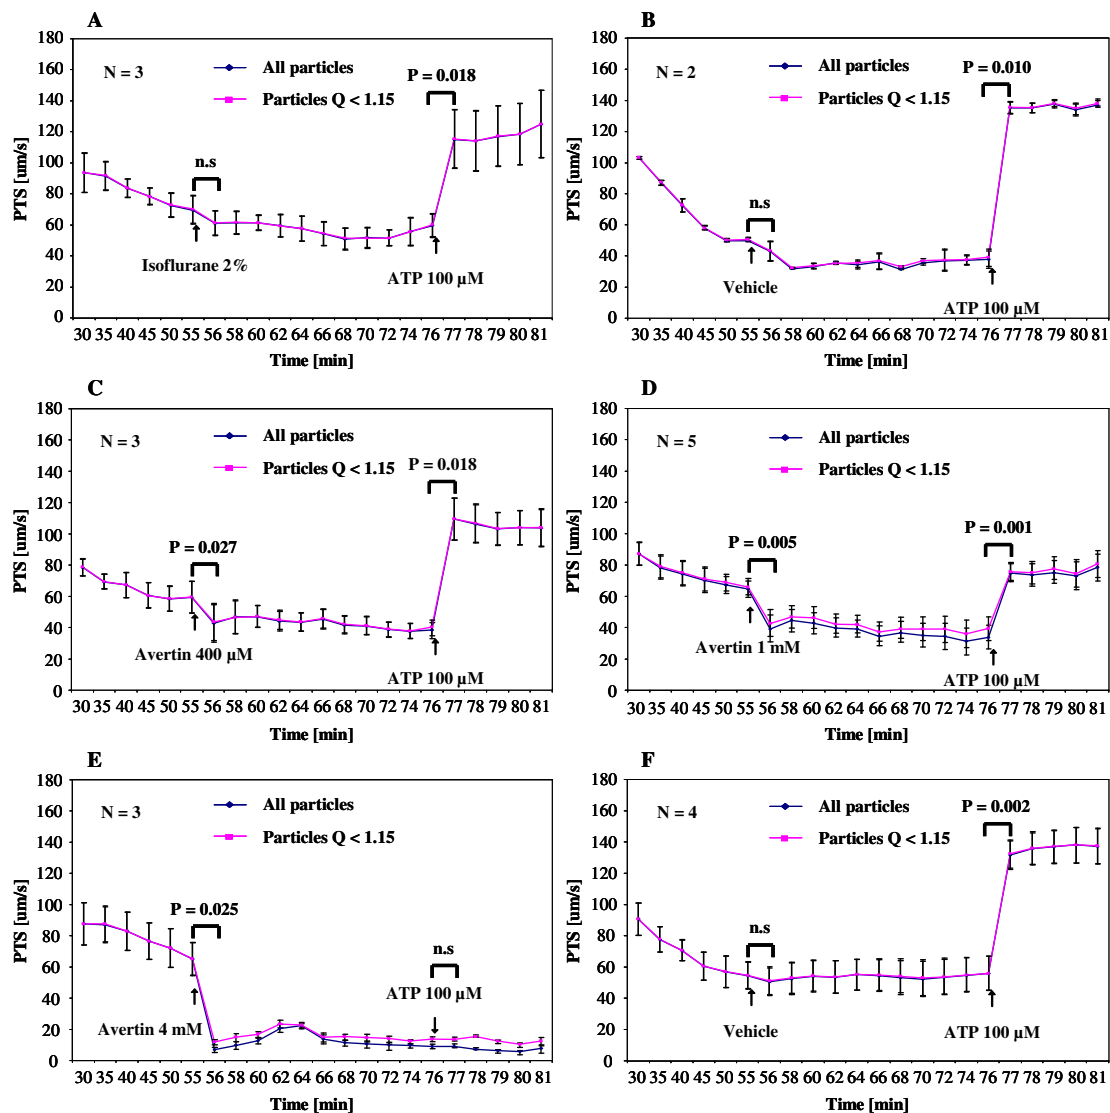 A
180
160
140
120
100
80
60
40
20
0
PTS [um/s]
N = 3
All particles
Particles Q < 1.15
P = 0.018
n.s
Isoflurane 2%
ATP 100 µM
30 35 40 45 50 55 56 58 60 62 64 66 68 70 72 74 76 77 78 79 80 81
Time [min]
B
180
160
140
120
100
80
60
40
20
0
PTS [um/s]
N = 2
All particles
Particles Q < 1.15
P = 0.010
n.s
Vehicle
ATP 100 µM
30 35 40 45 50 55 56 58 60 62 64 66 68 70 72 74 76 77 78 79 80 81
Time [min]
C
180
160
140
120
100
80
60
40
20
0
PTS [um/s]
N = 3
All particles
Particles Q < 1.15
P = 0.018
P = 0.027
Avertin 400 µM
ATP 100 µM
30 35 40 45 50 55 56 58 60 62 64 66 68 70 72 74 76 77 78 79 80 81
Time [min]
D
180
160
140
120
100
80
60
40
20
0
PTS [um/s]
N = 5
All particles
Particles Q < 1.15
P = 0.001
P = 0.005
Avertin 1 mM
ATP 100 µM
30 35 40 45 50 55 56 58 60 62 64 66 68 70 72 74 76 77 78 79 80 81
Time [min]
E
180
160
140
120
100
80
60
40
20
0
PTS [um/s]
N = 3
All particles
Particles Q < 1.15
P = 0.025
n.s
ATP 100 µM
Avertin 4 mM
30 35 40 45 50 55 56 58 60 62 64 66 68 70 72 74 76 77 78 79 80 81
Time [min]
F
180
160
140
120
100
80
60
40
20
0
PTS [um/s]
N = 4
All particles
Particles Q < 1.15
P = 0.002
n.s
Vehicle
ATP 100 µM
30 35 40 45 50 55 56 58 60 62 64 66 68 70 72 74 76 77 78 79 80 81
Time [min]